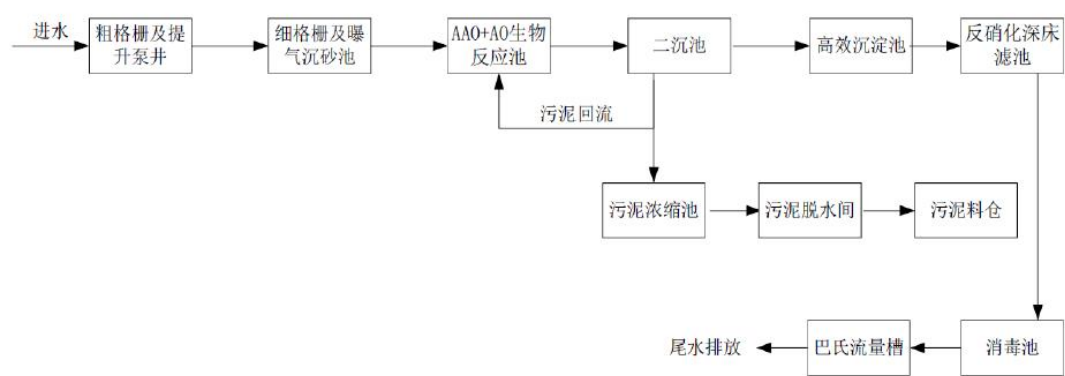 进水
粗格栅及提
升泵井
细格栅及曝
气沉砂池
AAO+AO生物
反应池
二沉池
高效沉淀池
反硝化深床
滤池
污泥回流
污泥浓缩池
污泥脱水间
污泥料仓
尾水排放
巴氏流量槽
消毒池